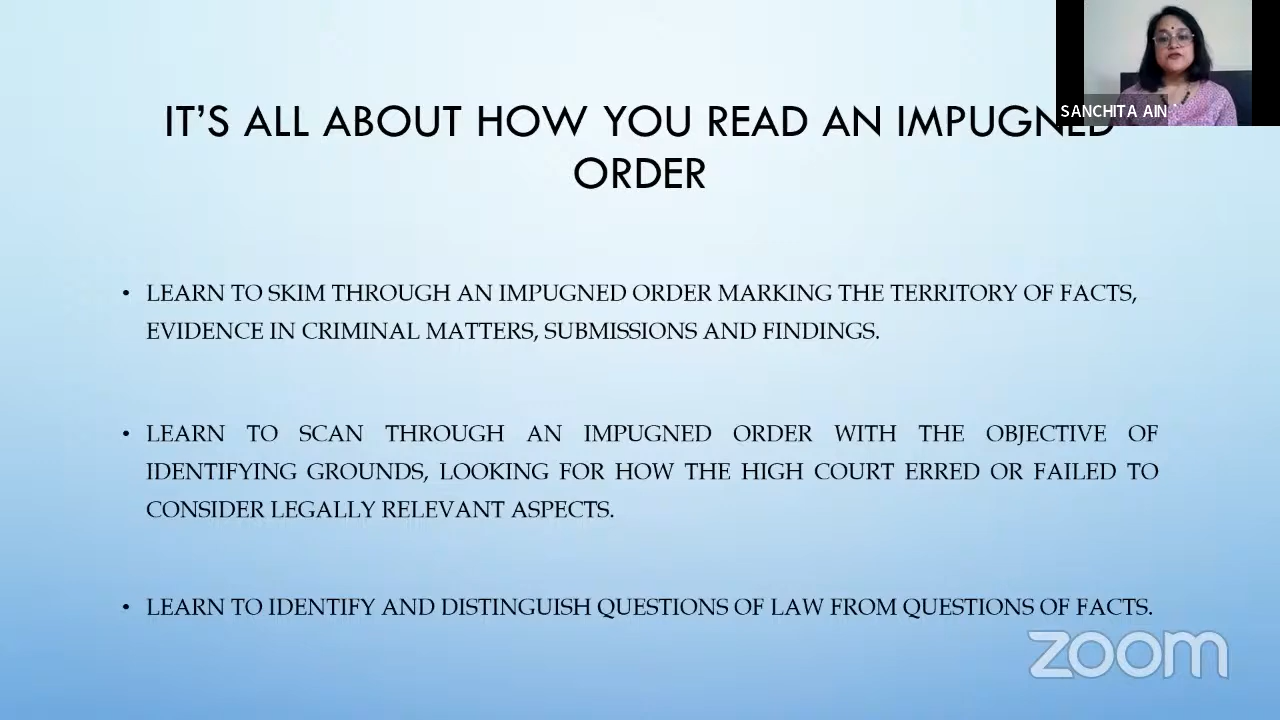 IT’S ALL ABOUT HOW YOU READ AN IMPUGNED
ORDER
SANCHITA AIN
• LEARN TO SKIM THROUGH AN IMPUGNED ORDER MARKING THE TERRITORY OF FACTS,
EVIDENCE IN CRIMINAL MATTERS, SUBMISSIONS AND FINDINGS.
• LEARN TO SCAN THROUGH AN IMPUGNED ORDER WITH THE OBJECTIVE OF
IDENTIFYING GROUNDS, LOOKING FOR HOW THE HIGH COURT ERRED OR FAILED TO
CONSIDER LEGALLY RELEVANT ASPECTS.
• LEARN TO IDENTIFY AND DISTINGUISH QUESTIONS OF LAW FROM QUESTIONS OF FACTS.
zoom